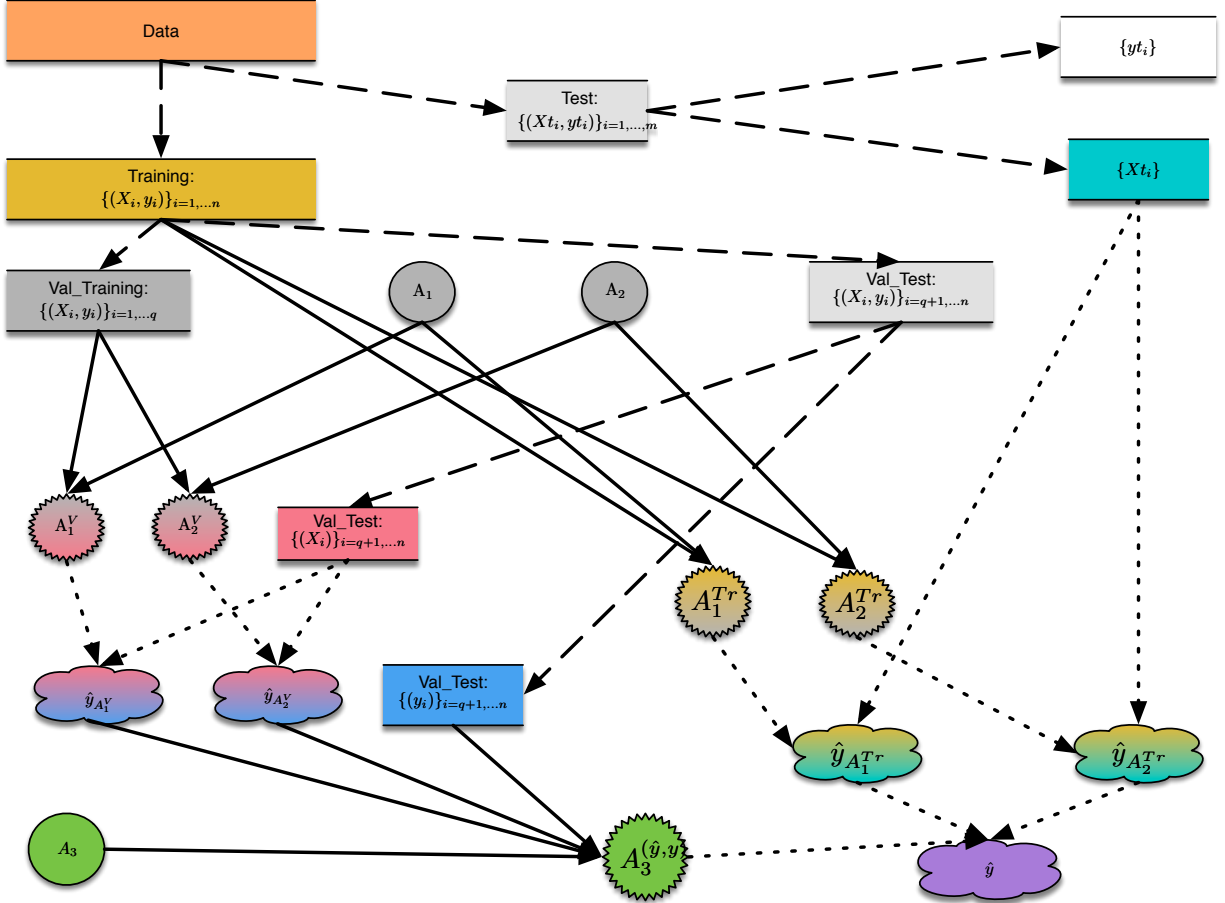 Data
{yt_i}
Test:
{(Xt_i, yt_i)}_{i=1,...,m}
{Xt_i}
Training:
{(X_i, y_i)}_{i=1,...n}
Val_Training:
{(X_i, y_i)}_{i=1,...q}
A_1
A_2
Val_Test:
{(X_i, y_i)}_{i=q+1,...n}
A_1^V
A_2^V
Val_Test:
{(X_i)}_{i=q+1,...n}
A_1^{Tr}
A_2^{Tr}
ŷ_{A_1^V}
ŷ_{A_2^V}
Val_Test:
{(y_i)}_{i=q+1,...n}
ŷ_{A_1^{Tr}}
ŷ_{A_2^{Tr}}
A_3
A_3^{(ŷ,y)}
ŷ